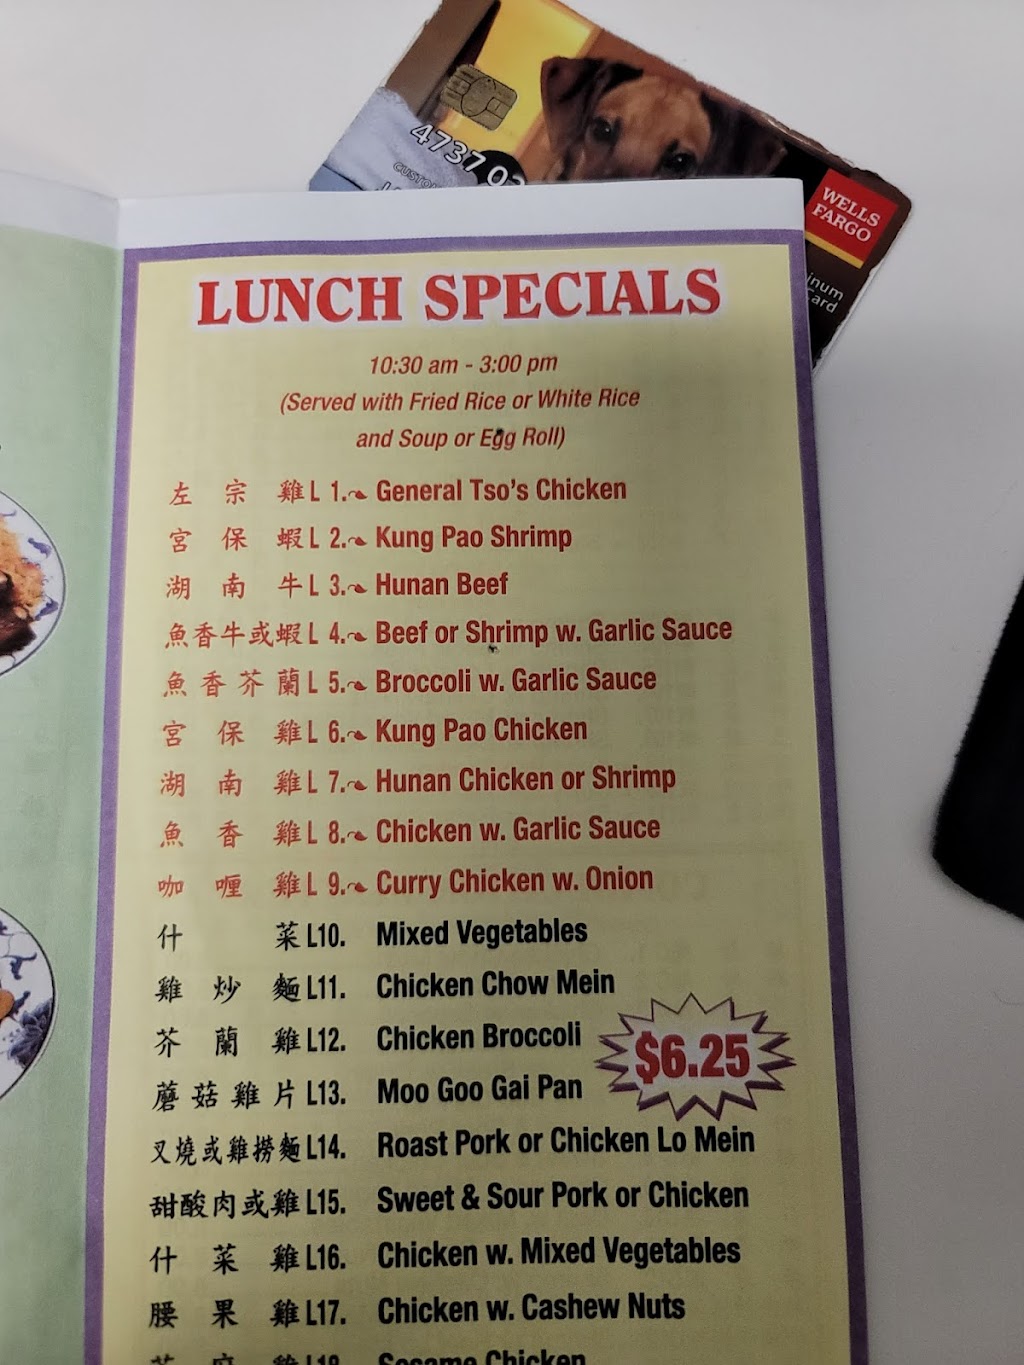 4737 02
WELLS
FARGO
LUNCH SPECIALS
10:30 am - 3:00 pm
(Served with Fried Rice or White Rice
and Soup or Egg Roll)
左宗雞 L 1. General Tso's Chicken
宮保蝦 L 2. Kung Pao Shrimp
湖南牛 L 3. Hunan Beef
魚香牛或蝦 L 4. Beef or Shrimp w. Garlic Sauce
魚香芥蘭 L 5. Broccoli w. Garlic Sauce
宮保雞 L 6. Kung Pao Chicken
湖南雞 L 7. Hunan Chicken or Shrimp
魚香雞 L 8. Chicken w. Garlic Sauce
咖喱雞 L 9. Curry Chicken w. Onion
什菜 L10. Mixed Vegetables
雞炒麵 L11. Chicken Chow Mein
芥蘭雞 L12. Chicken Broccoli
$6.25
蘑菇雞片 L13. Moo Goo Gai Pan
叉燒或雞撈麵 L14. Roast Pork or Chicken Lo Mein
甜酸肉或雞 L15. Sweet & Sour Pork or Chicken
什菜雞 L16. Chicken w. Mixed Vegetables
腰果雞 L17. Chicken w. Cashew Nuts
L18. Sesame Chicken